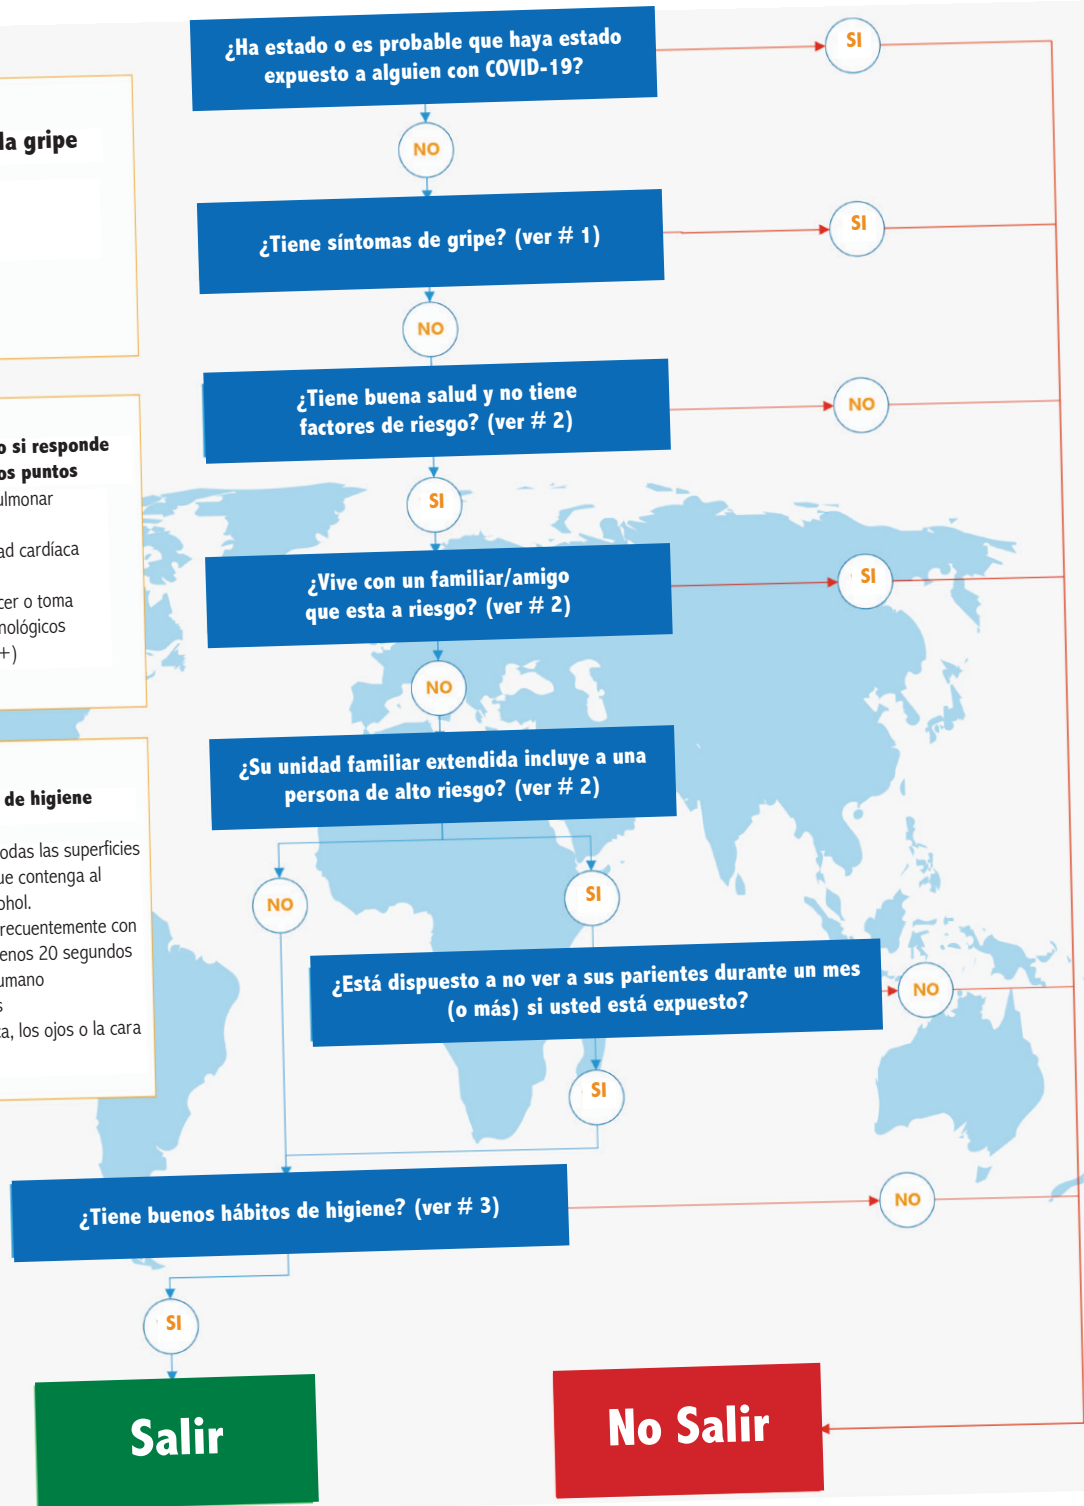 ¿Ha estado o es probable que haya estado
expuesto a alguien con COVID-19?
SI
NO
¿Tiene síntomas de gripe? (ver # 1)
SI
NO
¿Tiene buena salud y no tiene
factores de riesgo? (ver # 2)
NO
SI
¿Vive con un familiar/amigo
que esta a riesgo? (ver # 2)
SI
NO
¿Su unidad familiar extendida incluye a una
persona de alto riesgo? (ver # 2)
NO
SI
¿Está dispuesto a no ver a sus parientes durante un mes
(o más) si usted está expuesto?
NO
SI
¿Tiene buenos hábitos de higiene? (ver # 3)
NO
SI
Salir
No Salir
la gripe
o si responde
os puntos
ulmonar
ad cardíaca
cer o toma
nológicos
+)
de higiene
odas las superficies
ue contenga al
ohol.
recuentemente con
enos 20 segundos
umano
s
a, los ojos o la cara